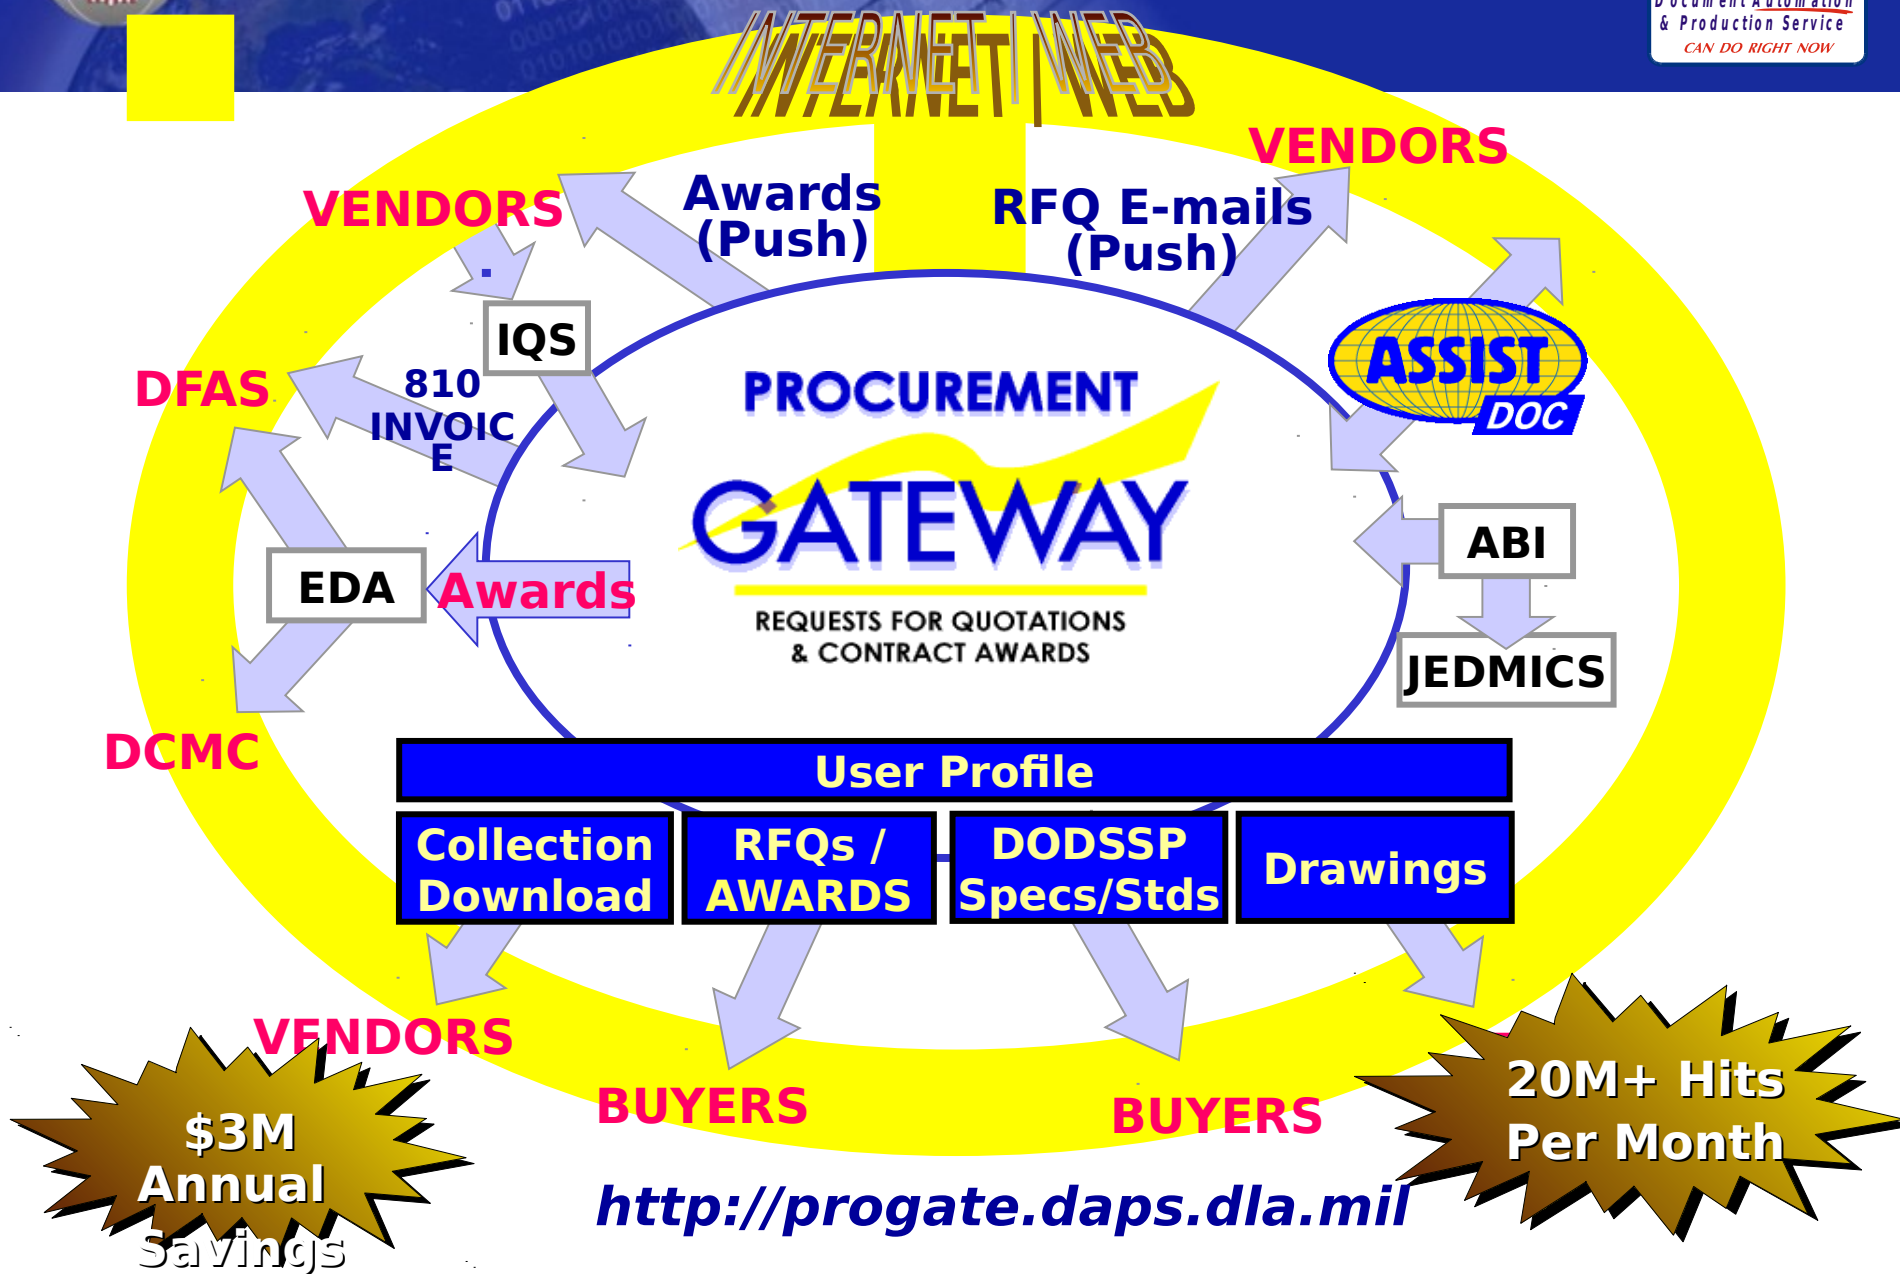 Document Automation
& Production Service
CAN DO RIGHT NOW
INTERNET | WEB
VENDORS
Awards
(Push)
RFQ E-mails
(Push)
VENDORS
IQS
DFAS
810
INVOIC
E
ASSIST
DOC
PROCUREMENT
GATEWAY
REQUESTS FOR QUOTATIONS
& CONTRACT AWARDS
ABI
EDA
Awards
JEDMICS
DCMC
User Profile
Collection
Download
RFQs /
AWARDS
DODSSP
Specs/Stds
Drawings
VENDORS
BUYERS
BUYERS
$3M
Annual
Savings
20M+ Hits
Per Month
http://progate.daps.dla.mil